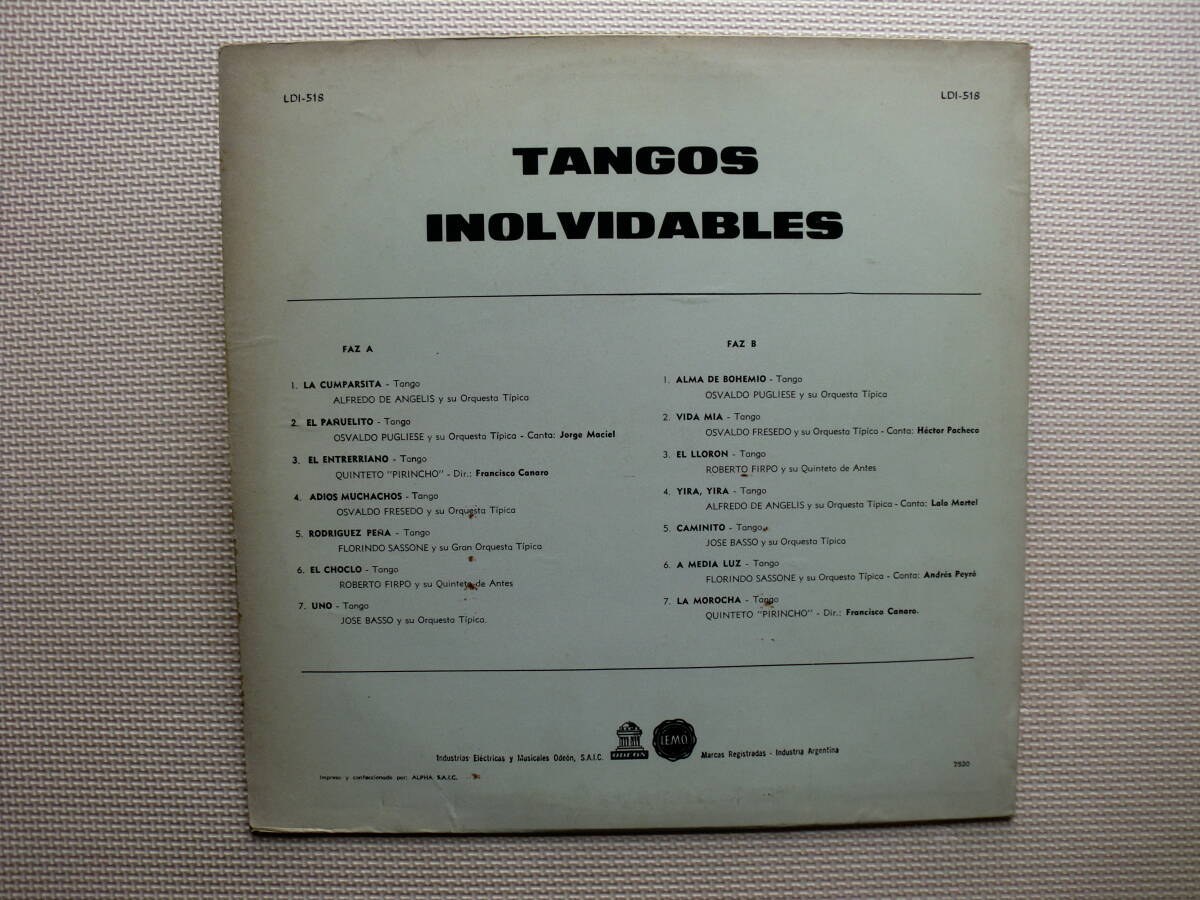 LDI-518
LDI-518
TANGOS
INOLVIDABLES
FAZ A
1. LA CUMPARSITA - Tango
ALFREDO DE ANGELIS y su Orquesta Típica
2. EL PAÑUELITO - Tango
OSVALDO PUGLIESE y su Orquesta Típica - Canta: Jorge Maciel
3. EL ENTRERRIANO - Tango
QUINTETO "PIRINCHO" - Dir.: Francisco Canaro
4. ADIOS MUCHACHOS - Tango
OSVALDO FRESEDO y su Orquesta Típica
5. RODRIGUEZ PEÑA - Tango
FLORINDO SASSONE y su Gran Orquesta Típica
6. EL CHOCLO - Tango
ROBERTO FIRPO y su Quinteto de Antes
7. UNO - Tango
JOSE BASSO y su Orquesta Típica.
FAZ B
1. ALMA DE BOHEMIO - Tango
OSVALDO PUGLIESE y su Orquesta Típica
2. VIDA MIA - Tango
OSVALDO FRESEDO y su Orquesta Típica - Canta: Héctor Pacheco
3. EL LLORON - Tango
ROBERTO FIRPO y su Quinteto de Antes
4. YIRA, YIRA - Tango
ALFREDO DE ANGELIS y su Orquesta Típica - Canta: Lalo Martel
5. CAMINITO - Tango
JOSE BASSO y su Orquesta Típica
6. A MEDIA LUZ - Tango
FLORINDO SASSONE y su Orquesta Típica - Canta: Andrés Peyró
7. LA MOROCHA - Tango
QUINTETO "PIRINCHO" - Dir.: Francisco Canaro.
Industrias Eléctricas y Musicales Odeón, S.A.I.C.
ODEON
LEMO
Marcas Registradas - Industria Argentina
Impreso y confeccionado por: ALPHA S.A.I.C.
7520